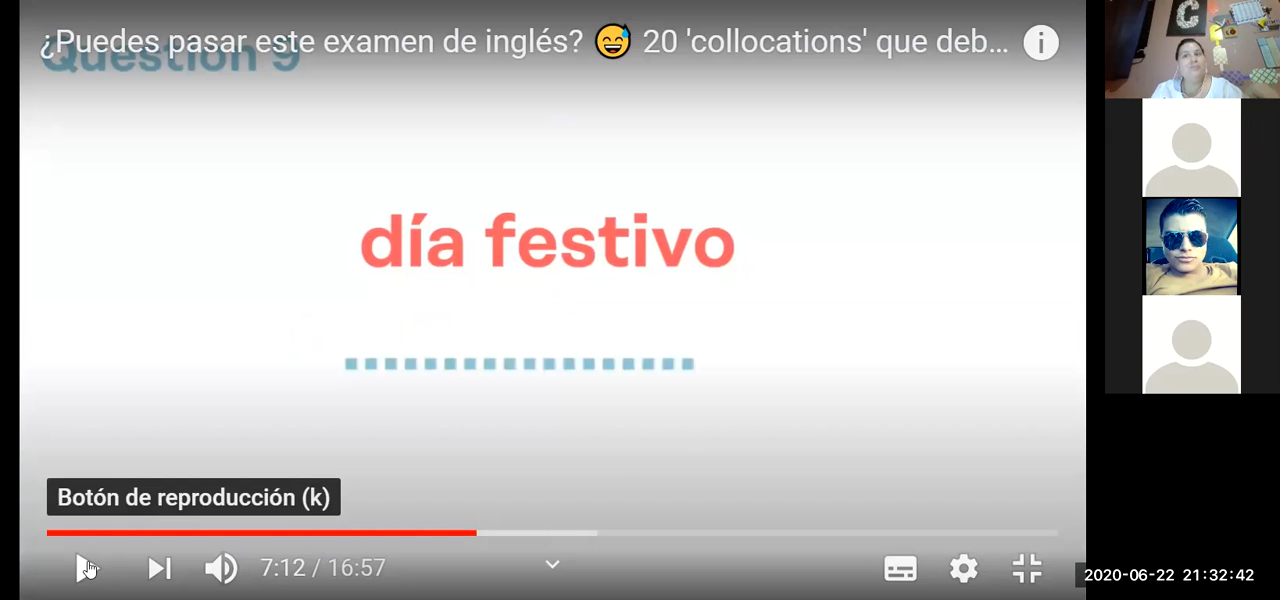 ¿Puedes pasar este examen de inglés? 😅 20 'collocations' que deb...
Question 9
día festivo
Botón de reproducción (k)
7:12 / 16:57
C
2020-06-22 21:32:42